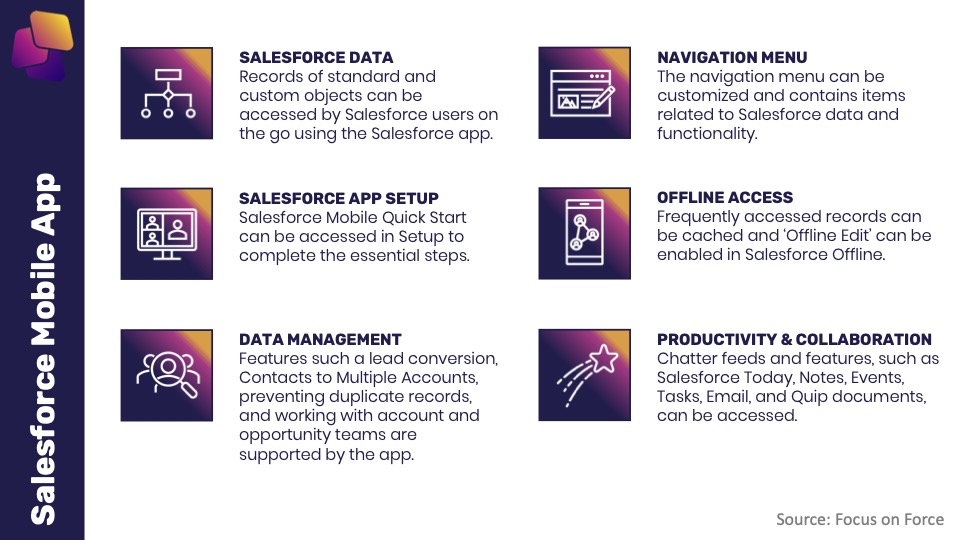 Salesforce Mobile App
SALESFORCE DATA
Records of standard and
custom objects can be
accessed by Salesforce users on
the go using the Salesforce app.
NAVIGATION MENU
The navigation menu can be
customized and contains items
related to Salesforce data and
functionality.
SALESFORCE APP SETUP
Salesforce Mobile Quick Start
can be accessed in Setup to
complete the essential steps.
OFFLINE ACCESS
Frequently accessed records can
be cached and ‘Offline Edit’ can be
enabled in Salesforce Offline.
DATA MANAGEMENT
Features such a lead conversion,
Contacts to Multiple Accounts,
preventing duplicate records,
and working with account and
opportunity teams are
supported by the app.
PRODUCTIVITY & COLLABORATION
Chatter feeds and features, such as
Salesforce Today, Notes, Events,
Tasks, Email, and Quip documents,
can be accessed.
Source: Focus on Force